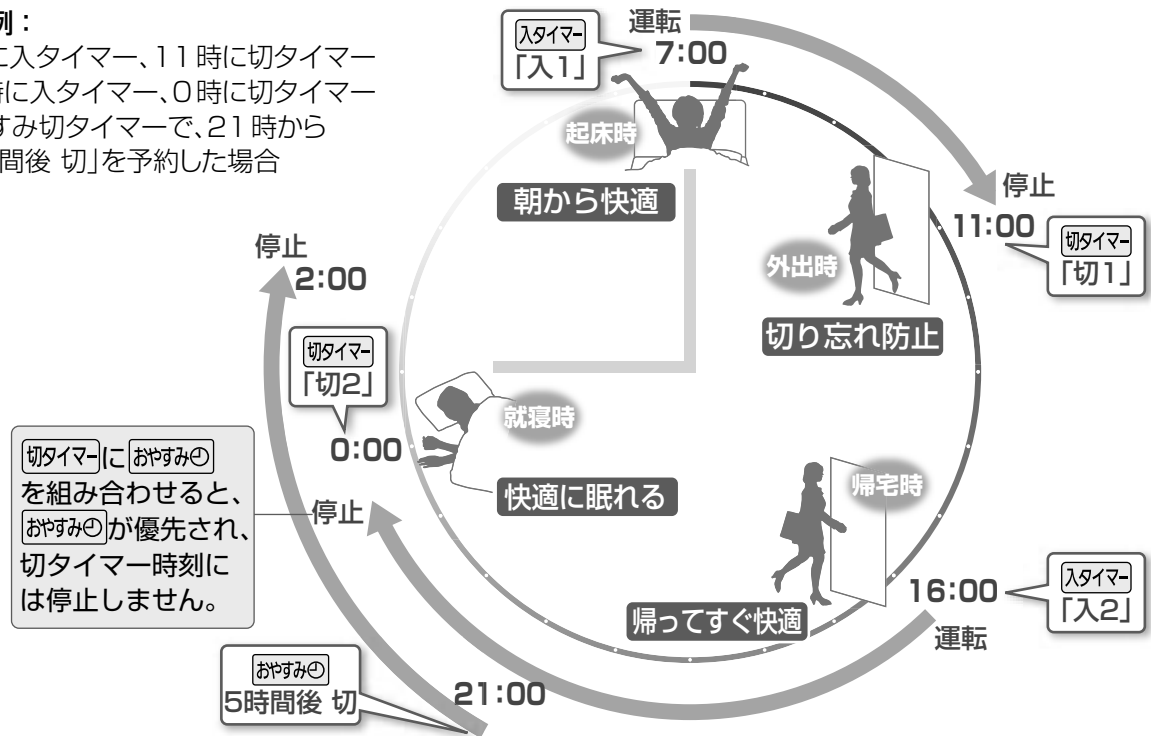 例：
に入タイマー、11時に切タイマー
時に入タイマー、0時に切タイマー
すみ切タイマーで、21時から
間後 切」を予約した場合
入タイマー
「入1」
運転
7:00
起床時
朝から快適
停止
11:00
切タイマー
「切1」
外出時
切り忘れ防止
停止
2:00
切タイマー
「切2」
0:00
就寝時
快適に眠れる
切タイマーにおやすみ
を組み合わせると、
おやすみが優先され、
切タイマー時刻に
は停止しません。
停止
帰宅時
帰ってすぐ快適
16:00
運転
入タイマー
「入2」
おやすみ
5時間後 切
21:00